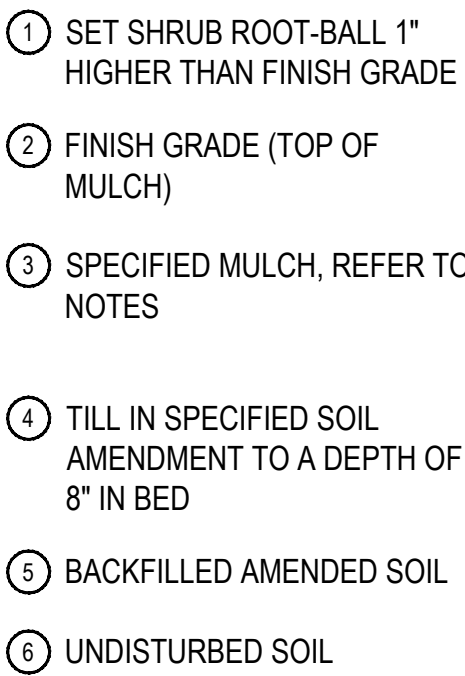 1 SET SHRUB ROOT-BALL 1"
HIGHER THAN FINISH GRADE
2 FINISH GRADE (TOP OF
MULCH)
3 SPECIFIED MULCH, REFER TO
NOTES
4 TILL IN SPECIFIED SOIL
AMENDMENT TO A DEPTH OF
8" IN BED
5 BACKFILLED AMENDED SOIL
6 UNDISTURBED SOIL